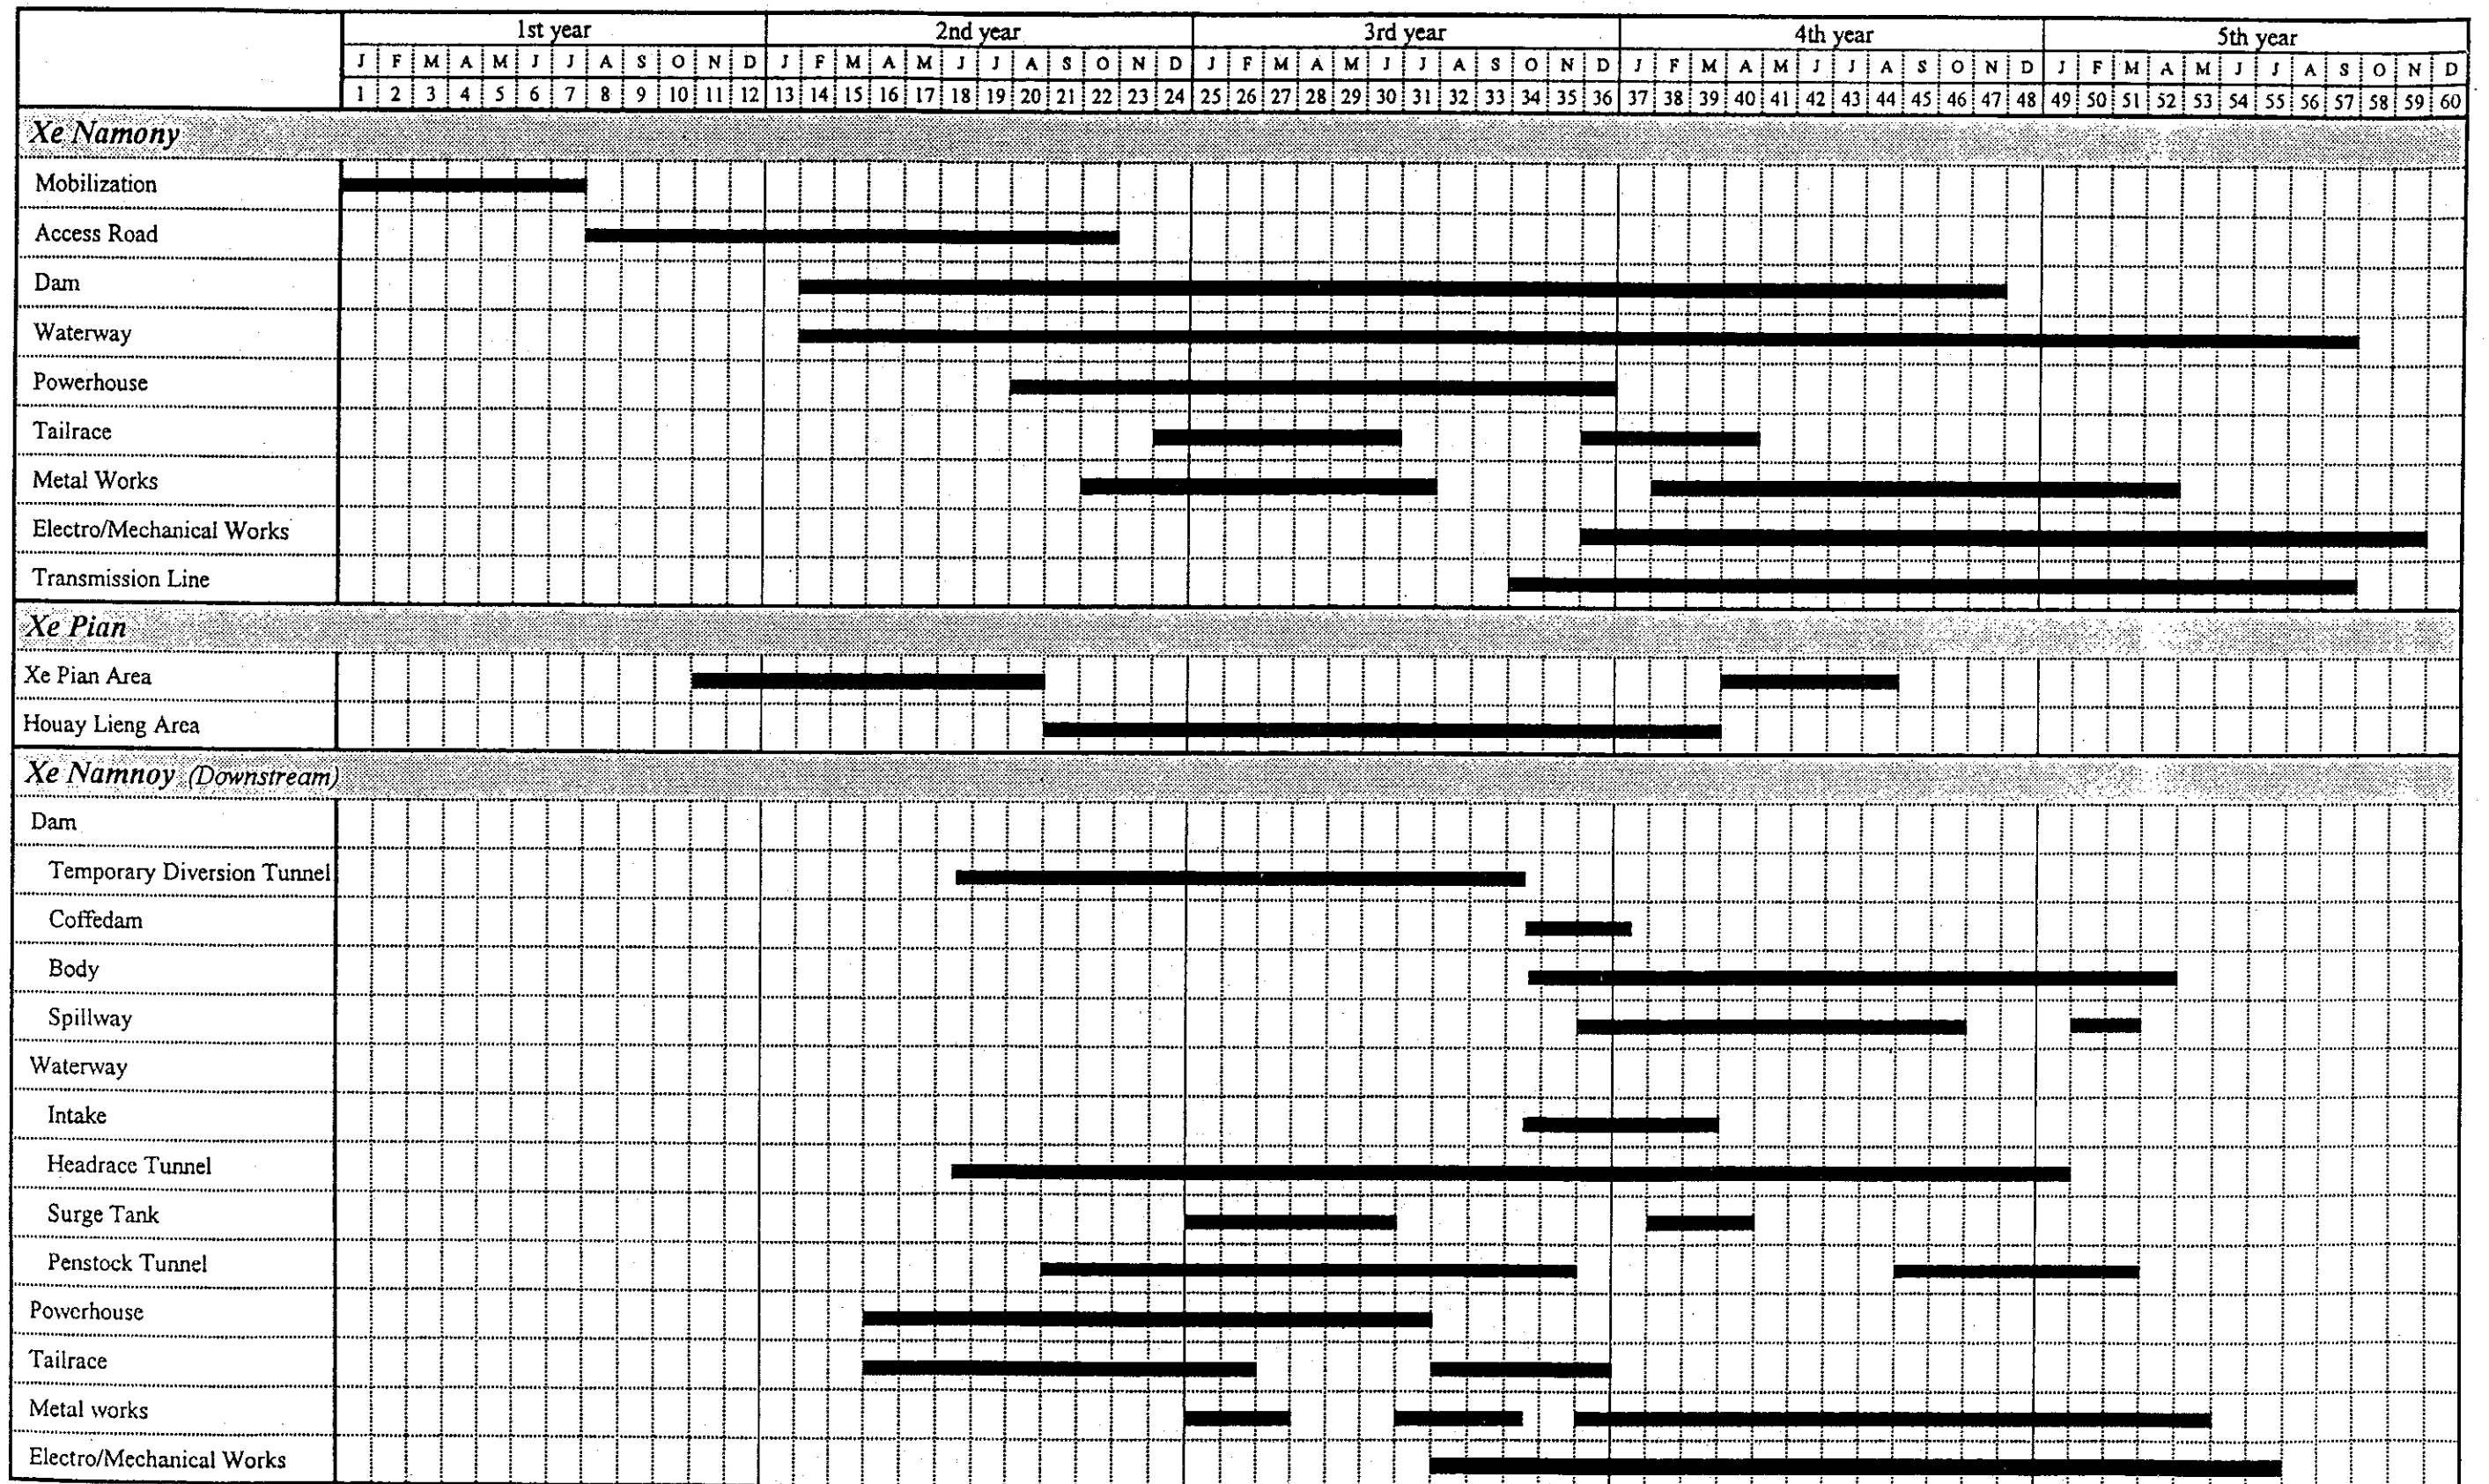 1st year 2nd year 3rd year 4th year 5th year
J F M A M J J A S O N D J F M A M J J A S O N D J F M A M J J A S O N D J F M A M J J A S O N D J F M A M J J A S O N D
1 2 3 4 5 6 7 8 9 10 11 12 13 14 15 16 17 18 19 20 21 22 23 24 25 26 27 28 29 30 31 32 33 34 35 36 37 38 39 40 41 42 43 44 45 46 47 48 49 50 51 52 53 54 55 56 57 58 59 60
Xe Namony
Mobilization
Access Road
Dam
Waterway
Powerhouse
Tailrace
Metal Works
Electro/Mechanical Works
Transmission Line
Xe Pian
Xe Pian Area
Houay Lieng Area
Xe Namnoy (Downstream)
Dam
Temporary Diversion Tunnel
Coffedam
Body
Spillway
Waterway
Intake
Headrace Tunnel
Surge Tank
Penstock Tunnel
Powerhouse
Tailrace
Metal works
Electro/Mechanical Works